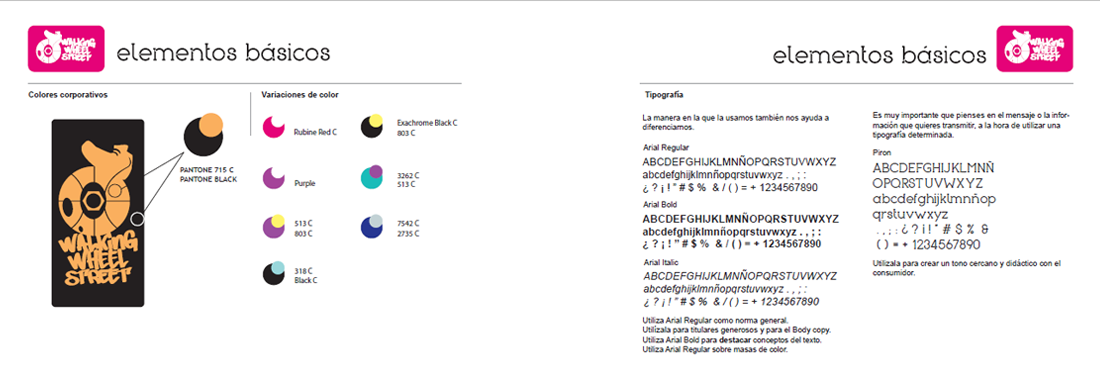 WALKING
WHEEL
STREET
elementos básicos
Colores corporativos
PANTONE 715 C
PANTONE BLACK
WALKING
WHEEL
STREET
Variaciones de color
Rubine Red C
Purple
513 C
803 C
318 C
Black C
Exachrome Black C
803 C
3262 C
513 C
7542 C
2735 C
elementos básicos
WALKING
WHEEL
STREET
Tipografía
La manera en la que la usamos también nos ayuda a
diferenciarnos.
Arial Regular
ABCDEFGHIJKLMNÑOPQRSTUVWXYZ
abcdefghijklmnñopqrstuvwxyz . , ; :
¿ ? ¡ ! " # $ % & / ( ) = + 1234567890
Arial Bold
ABCDEFGHIJKLMNÑOPQRSTUVWXYZ
abcdefghijklmnñopqrstuvwxyz . , ; :
¿ ? ¡ ! " # $ % & / ( ) = + 1234567890
Arial Italic
ABCDEFGHIJKLMNÑOPQRSTUVWXYZ
abcdefghijklmnñopqrstuvwxyz . , ; :
¿ ? ¡ ! " # $ % & / ( ) = + 1234567890
Utiliza Arial Regular como norma general.
Utilízala para titulares generosos y para el Body copy.
Utiliza Arial Bold para destacar conceptos del texto.
Utiliza Arial Regular sobre masas de color.
Es muy importante que pienses en el mensaje o la infor-
mación que quieres transmitir, a la hora de utilizar una
tipografía determinada.
Piron
ABCDEFGHIJKLMNÑ
OPQRSTUVWXYZ
abcdefghijklmnñop
qrstuvwxyz
. , ; : ¿ ? ¡ ! " # $ % &
( ) = + 1234567890
Utilízala para crear un tono cercano y didáctico con el
consumidor.